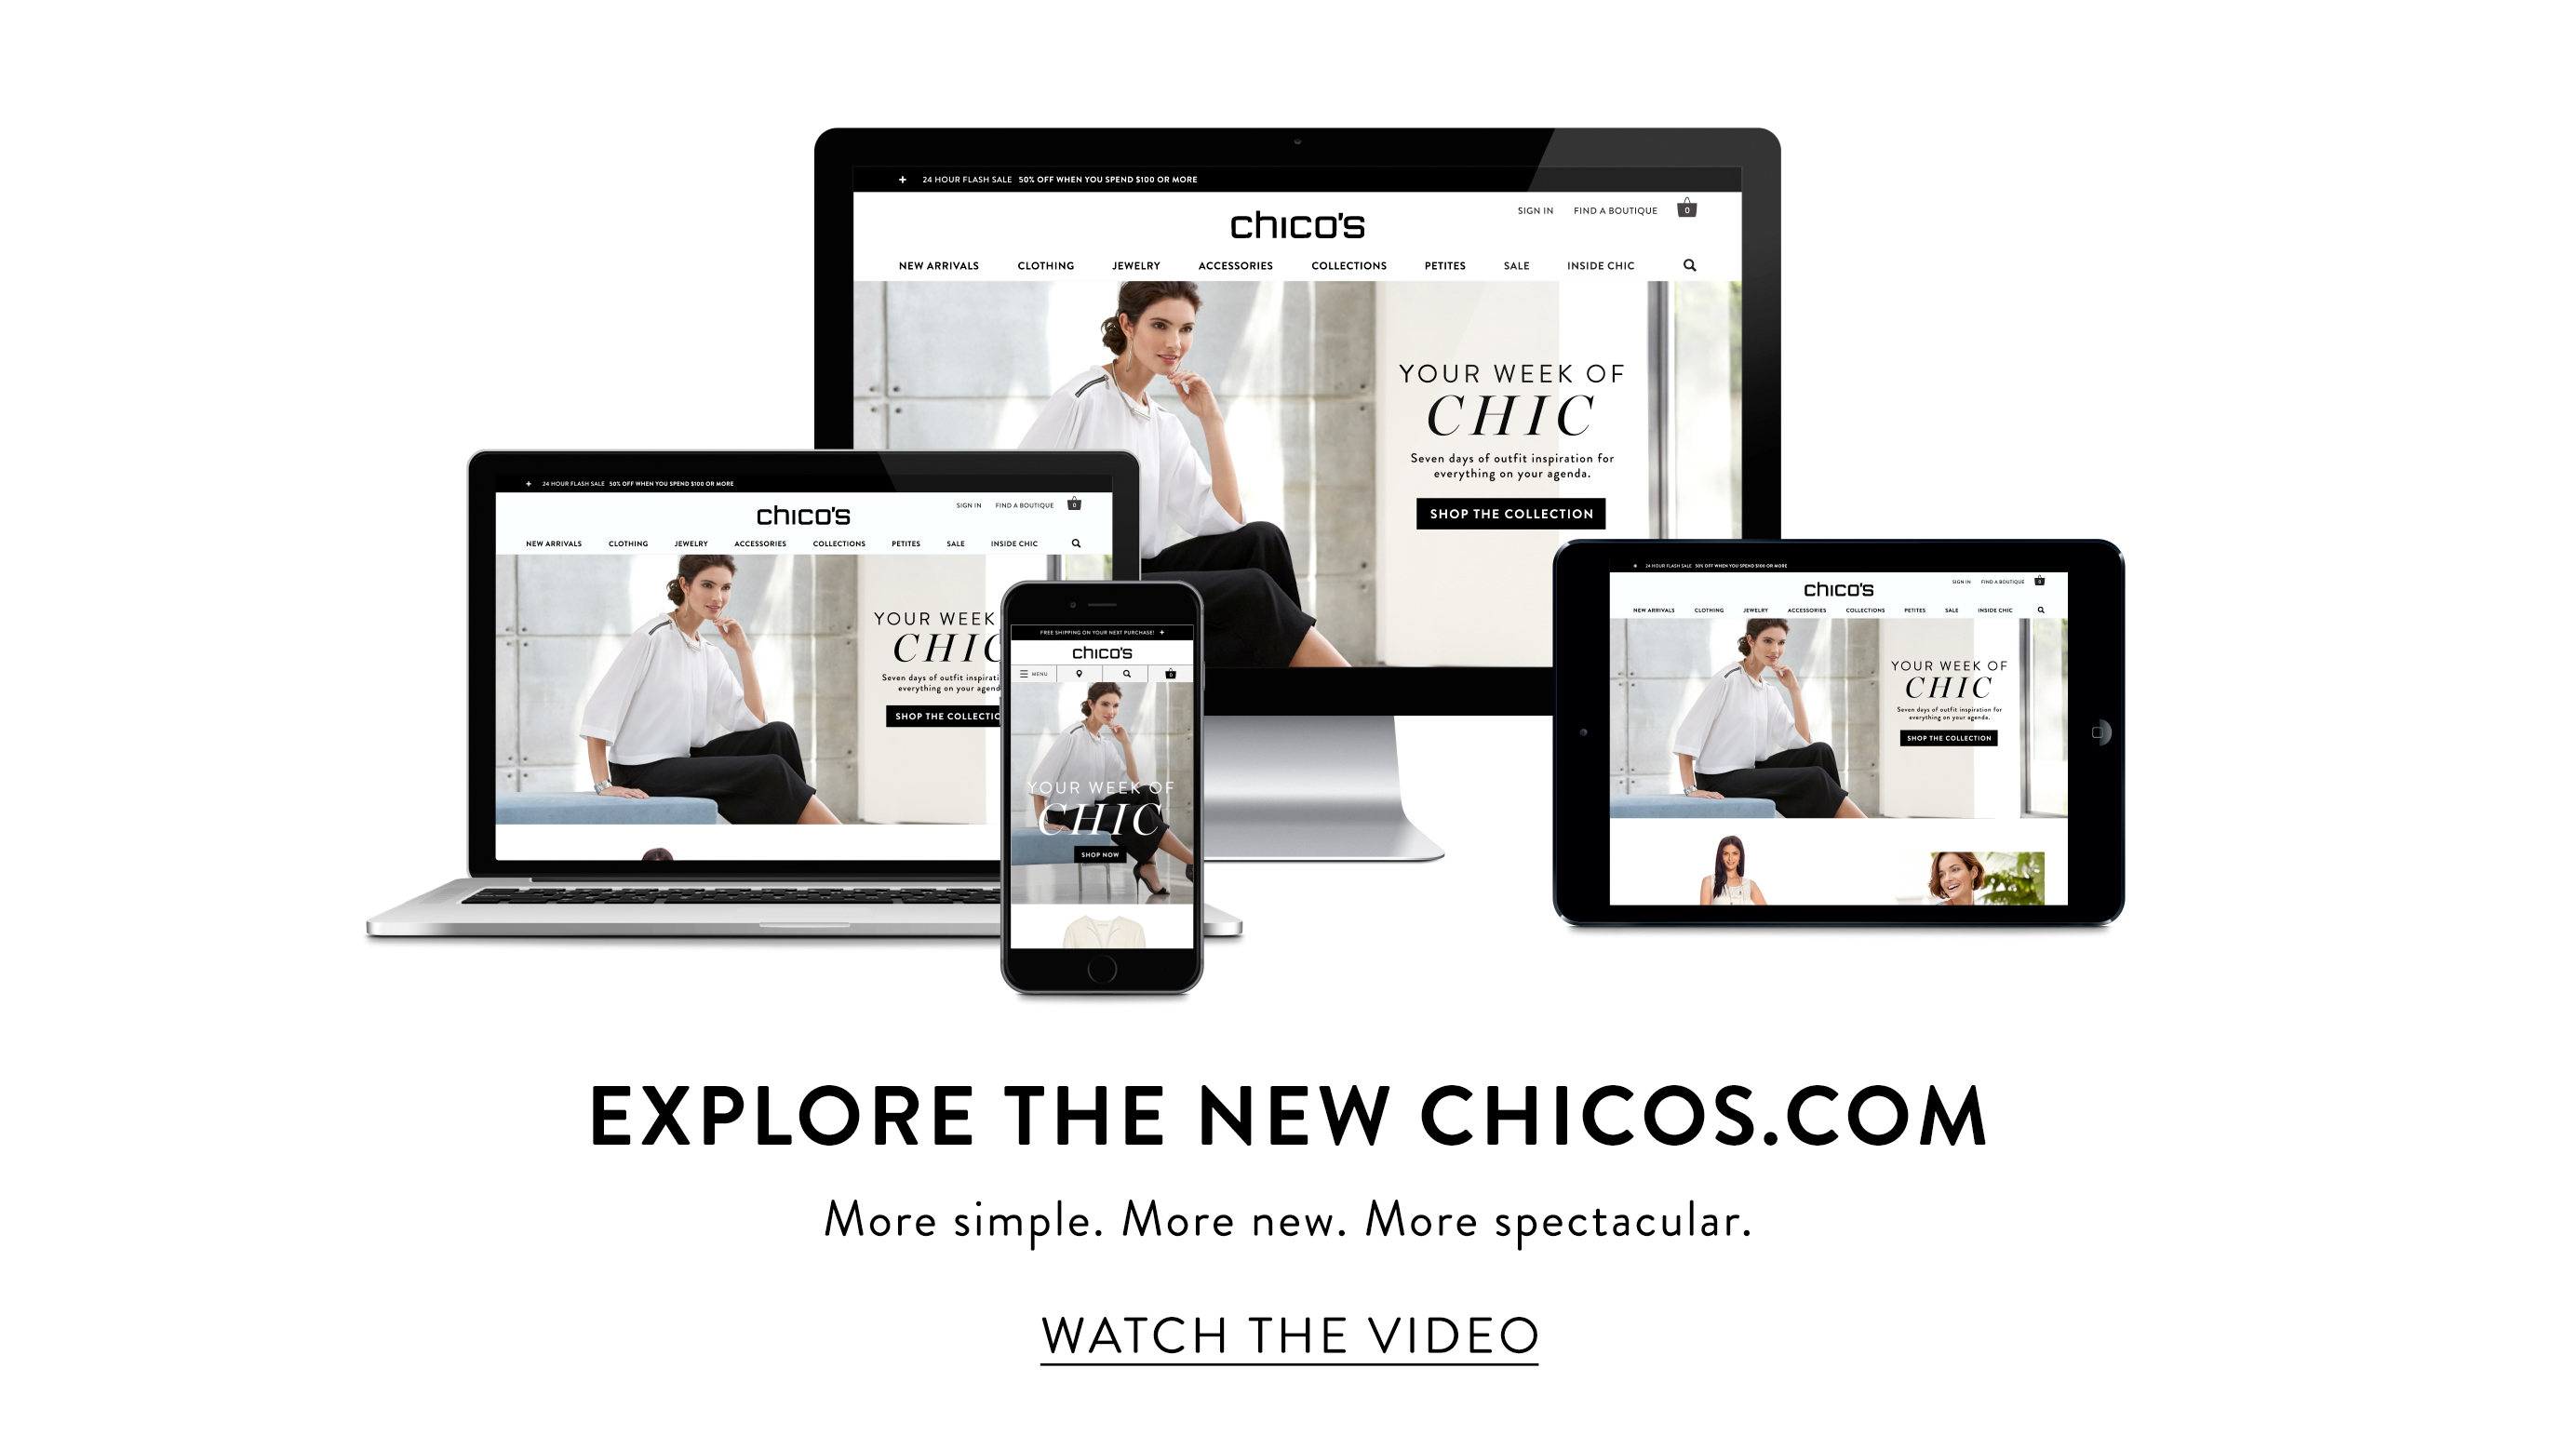 + 24 HOUR FLASH SALE 50% OFF WHEN YOU SPEND $100 OR MORE
SIGN IN FIND A BOUTIQUE 0
chico's
NEW ARRIVALS CLOTHING JEWELRY ACCESSORIES COLLECTIONS PETITES SALE INSIDE CHIC
YOUR WEEK OF
CHIC
Seven days of outfit inspiration for
everything on your agenda.
SHOP THE COLLECTION
+ 24 HOUR FLASH SALE 50% OFF WHEN YOU SPEND $100 OR MORE
SIGN IN FIND A BOUTIQUE 0
chico's
NEW ARRIVALS CLOTHING JEWELRY ACCESSORIES COLLECTIONS PETITES SALE INSIDE CHIC
YOUR WEEK
CHIC
Seven days of outfit inspirati
everything on your agend
SHOP THE COLLECTIO
FREE SHIPPING ON YOUR NEXT PURCHASE! +
chico's
MENU 0
YOUR WEEK OF
CHIC
SHOP NOW
+ 24 HOUR FLASH SALE 50% OFF WHEN YOU SPEND $100 OR MORE
SIGN IN FIND A BOUTIQUE 0
chico's
NEW ARRIVALS CLOTHING JEWELRY ACCESSORIES COLLECTIONS PETITES SALE INSIDE CHIC
YOUR WEEK OF
CHIC
Seven days of outfit inspiration for
everything on your agenda.
SHOP THE COLLECTION
EXPLORE THE NEW CHICOS.COM
More simple. More new. More spectacular.
WATCH THE VIDEO